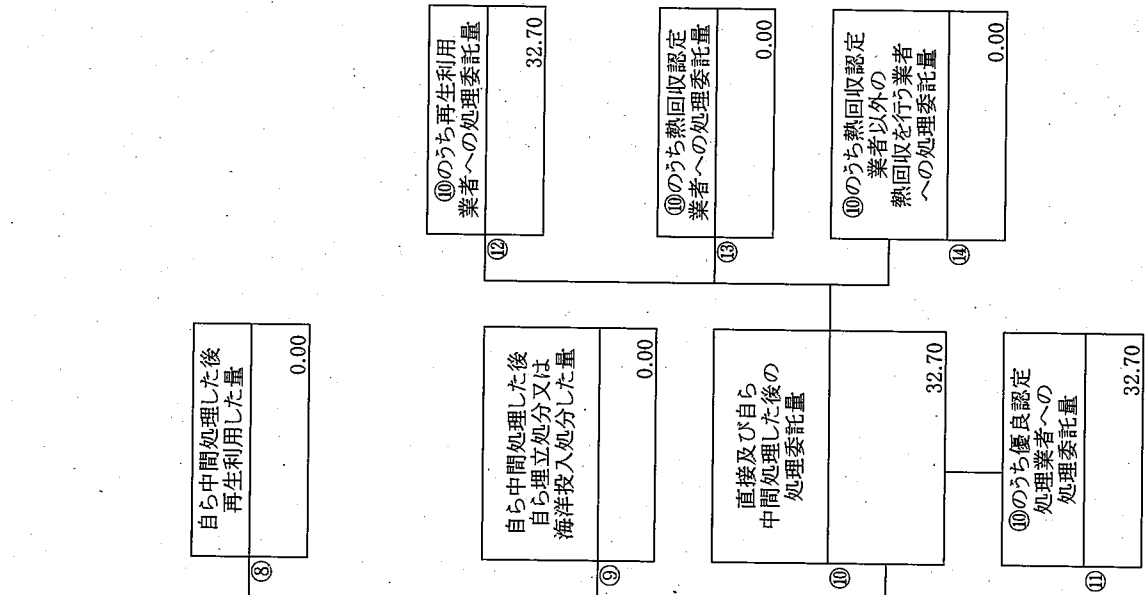 ⑧
自ら中間処理した後
再生利用した量
0.00
⑨
自ら中間処理した後
自ら埋立処分又は
海洋投入処分した量
0.00
⑩
直接及び自ら
中間処理した後の
処理委託量
32.70
⑪
⑩のうち優良認定
処理業者への
処理委託量
32.70
⑫
⑩のうち再生利用
業者への処理委託量
32.70
⑬
⑩のうち熱回収認定
業者への処理委託量
0.00
⑭
⑩のうち熱回収認定
業者以外の
熱回収を行う業者
への処理委託量
0.00